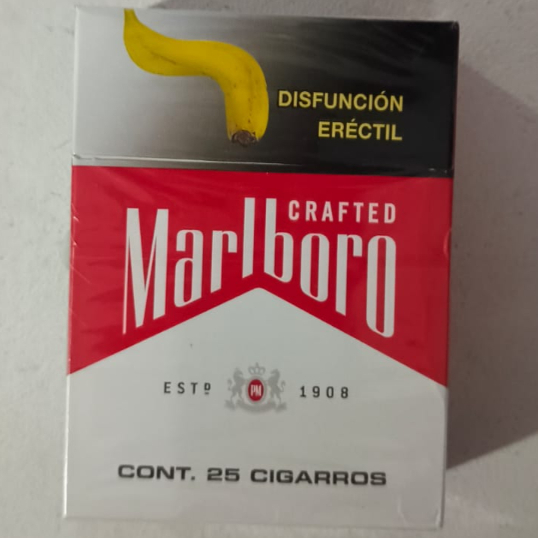 DISFUNCIÓN
ERÉCTIL
CRAFTED
Marlboro
ESTD PM 1908
CONT. 25 CIGARROS